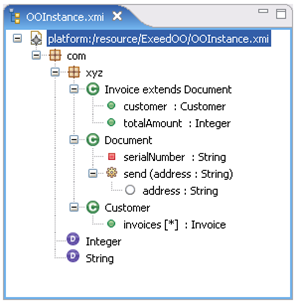 OOInstance.xmi
platform:/resource/ExeedOO/OOInstance.xmi
com
xyz
C Invoice extends Document
customer : Customer
totalAmount : Integer
C Document
serialNumber : String
send (address : String)
address : String
C Customer
invoices [*] : Invoice
D Integer
D String